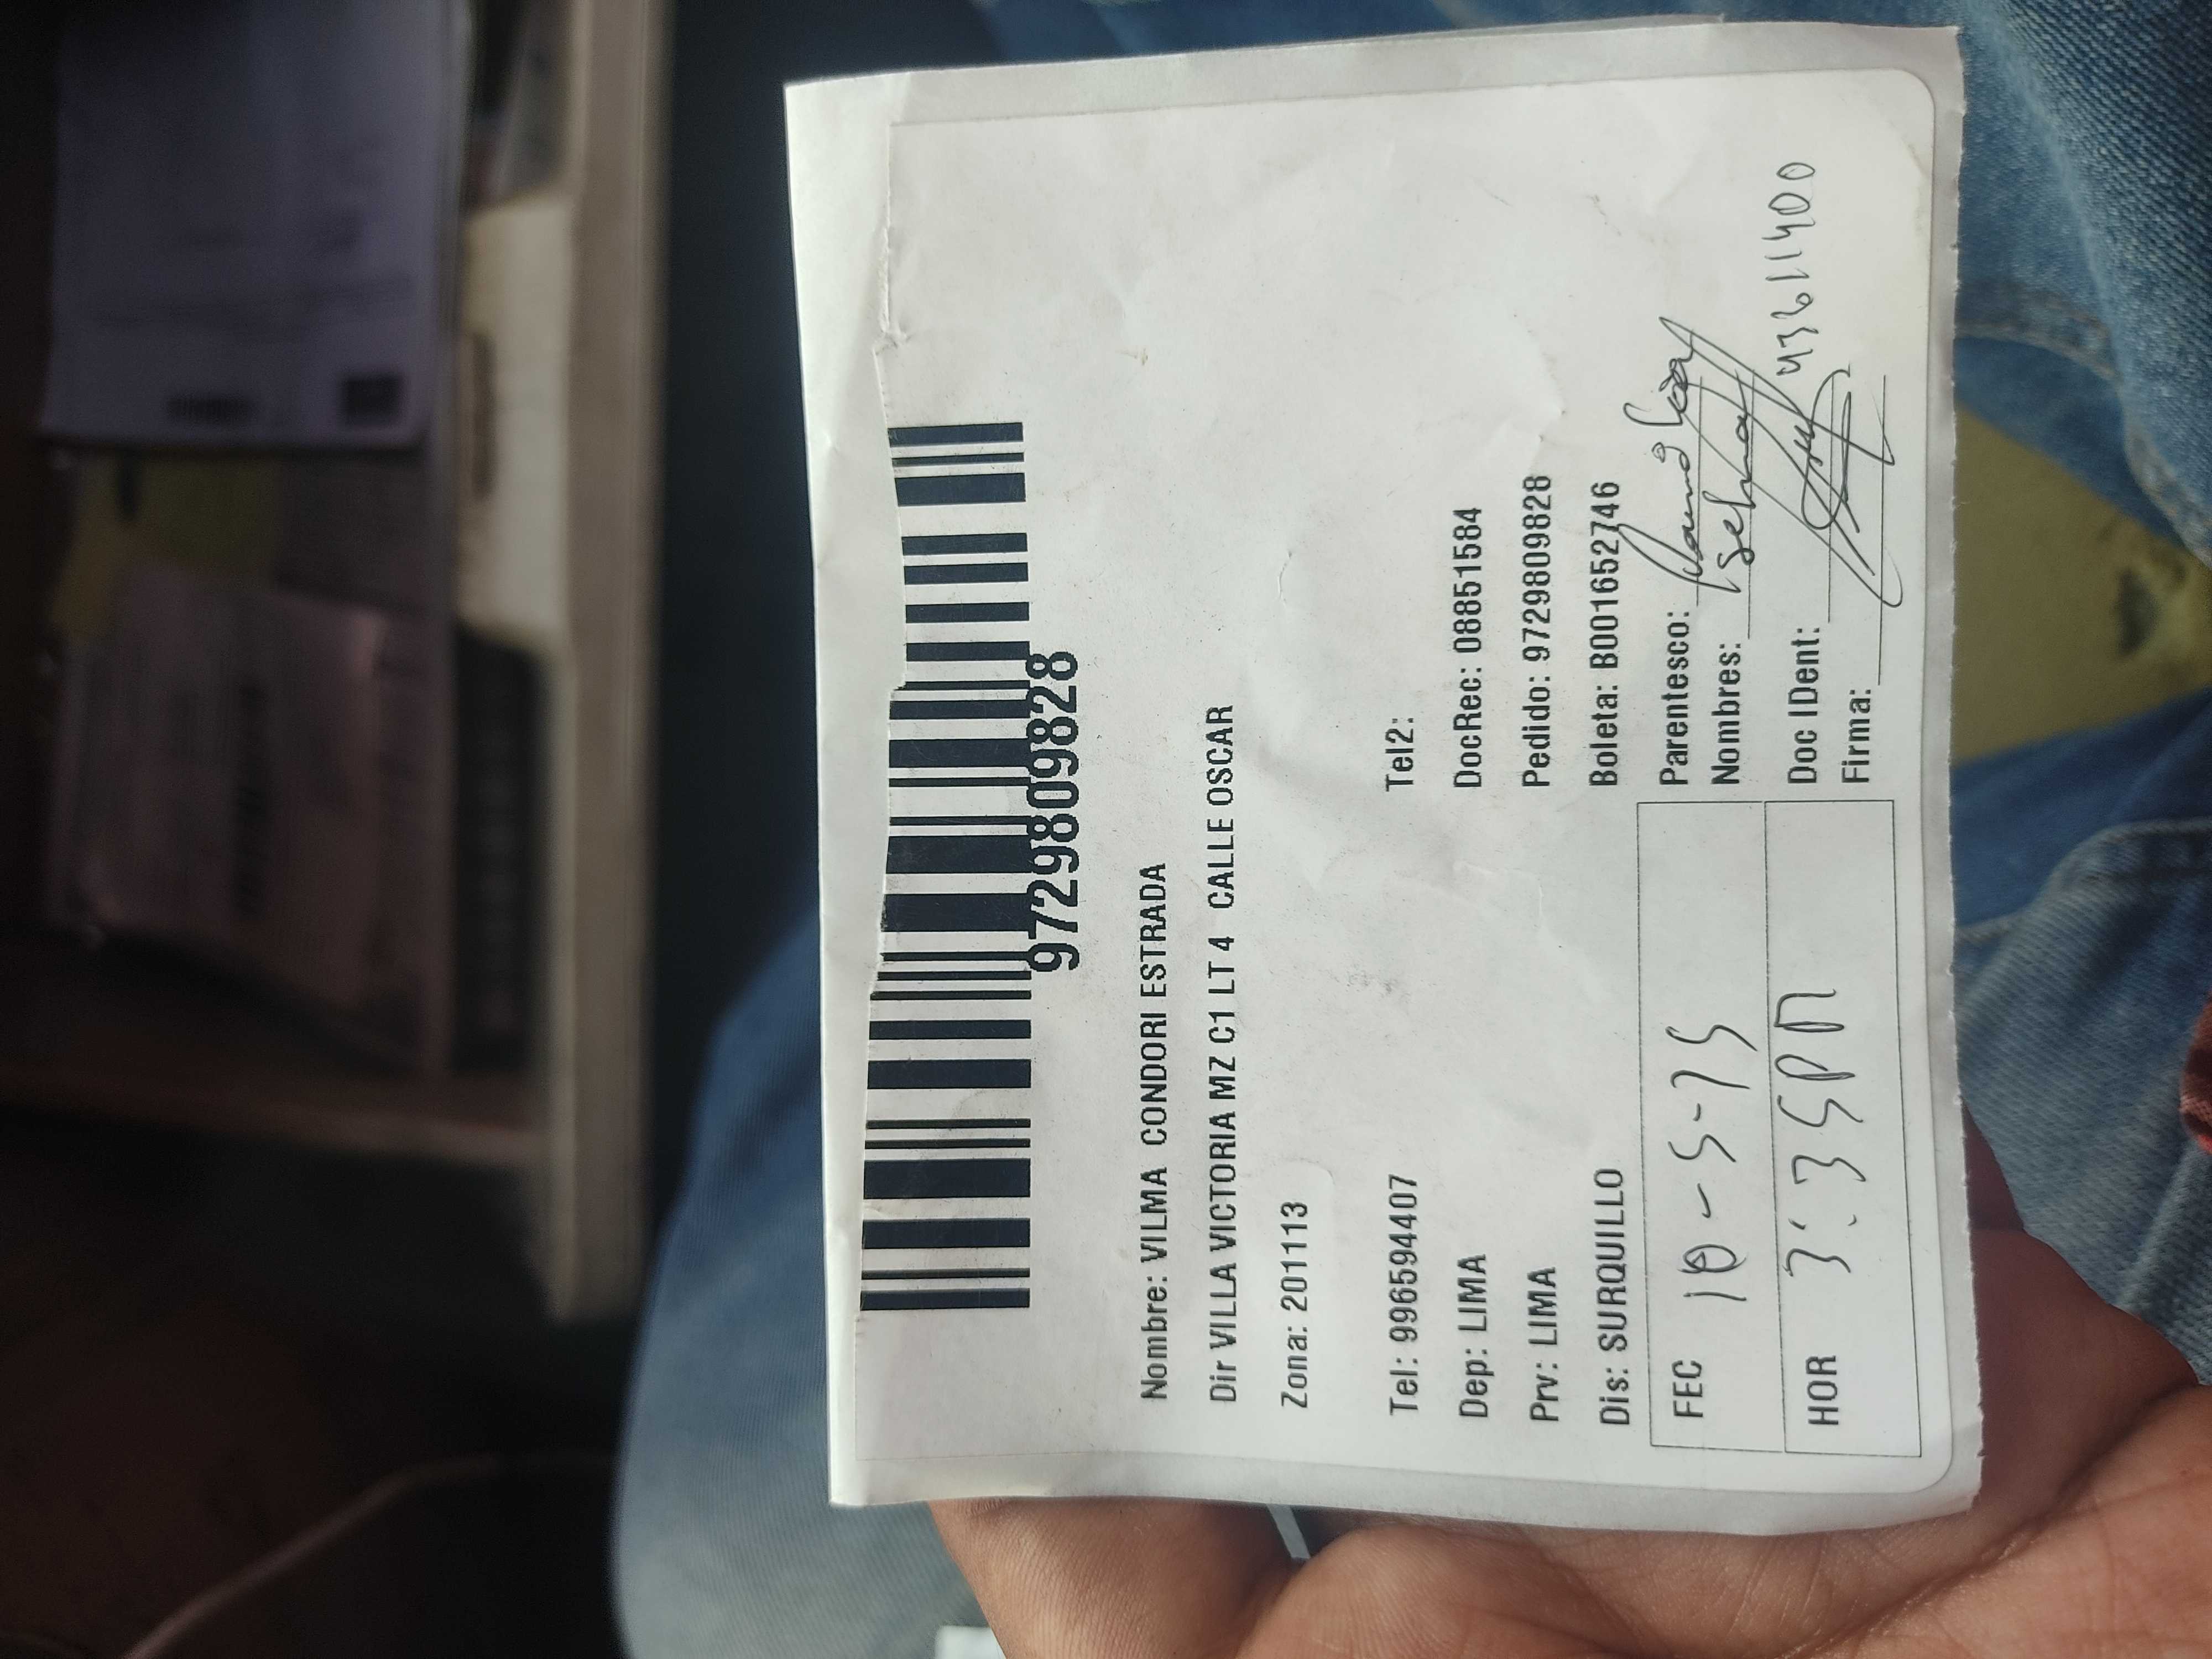 9729809828
Nombre: VILMA CONDORI ESTRADA
Dir VILLA VICTORIA MZ C1 LT 4 CALLE OSCAR
Zona: 201113
Tel: 996594407 Tel2:
Dep: LIMA DocRec: 08851584
Prv: LIMA Pedido: 9729809828
Dis: SURQUILLO Boleta: B001652746
FEC 10-5-25 Parentesco:
Nombres:
HOR 3:35PM Doc IDent: 43611400
Firma: